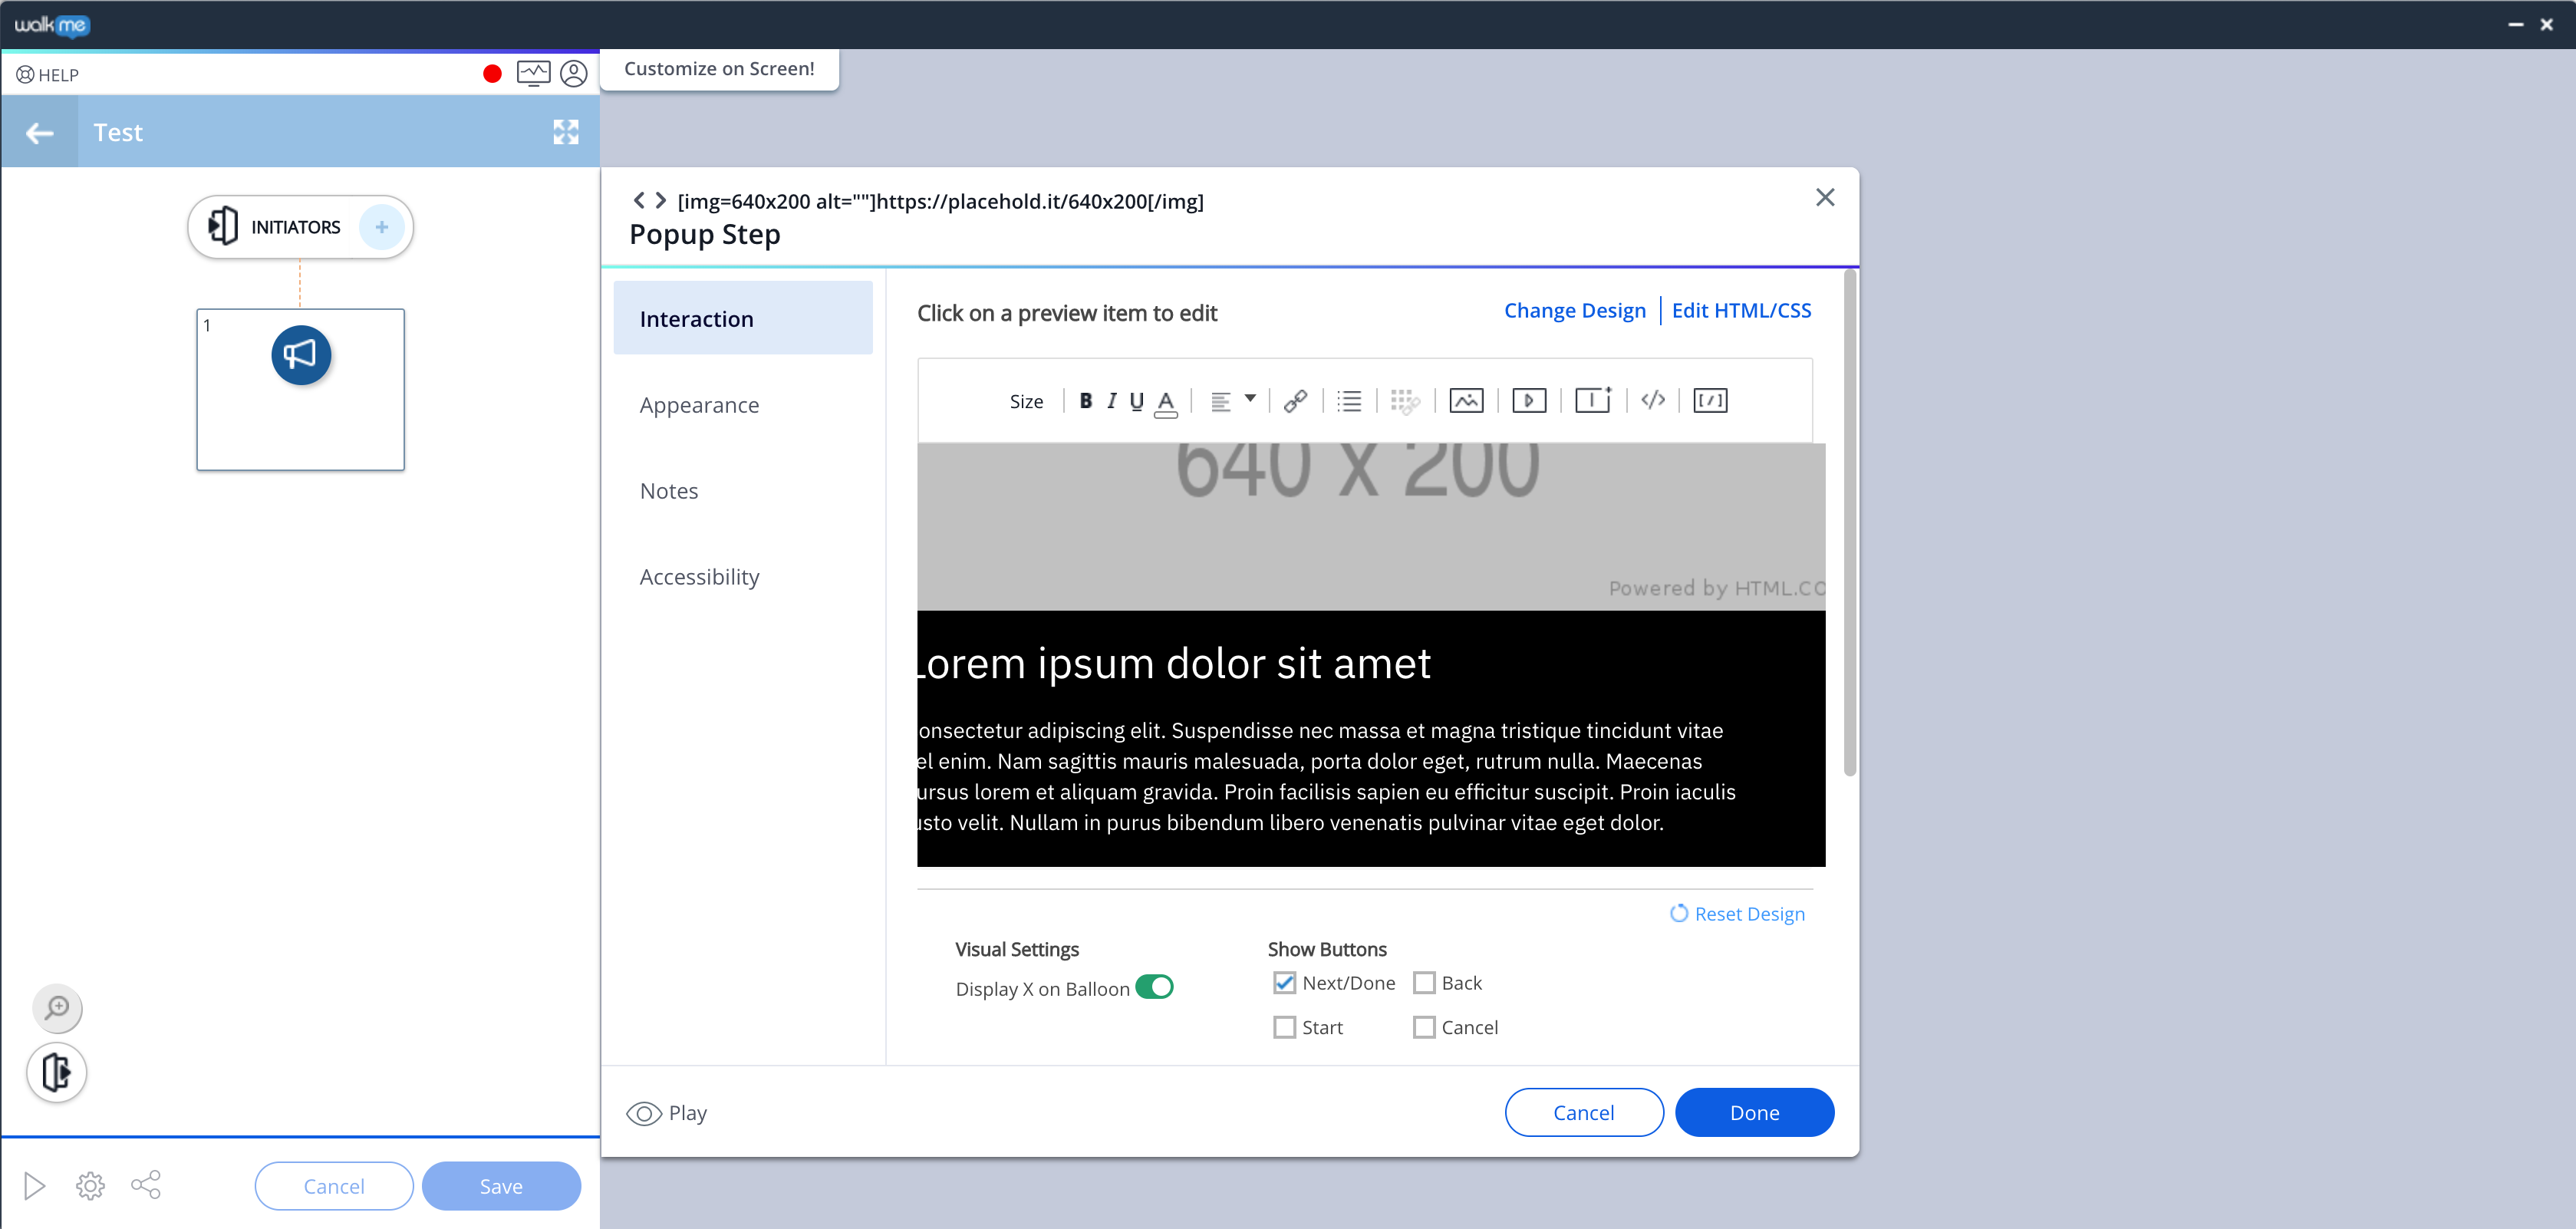 walkme
HELP
Customize on Screen!
Test
INITIATORS
1
[img=640x200 alt=""]https://placehold.it/640x200[/img]
Popup Step
Interaction
Appearance
Notes
Accessibility
Click on a preview item to edit
Change Design
Edit HTML/CSS
Size
B I U A
640 x 200
Powered by HTML.CO
Lorem ipsum dolor sit amet
onsectetur adipiscing elit. Suspendisse nec massa et magna tristique tincidunt vitae
el enim. Nam sagittis mauris malesuada, porta dolor eget, rutrum nulla. Maecenas
ursus lorem et aliquam gravida. Proin facilisis sapien eu efficitur suscipit. Proin iaculis
usto velit. Nullam in purus bibendum libero venenatis pulvinar vitae eget dolor.
Reset Design
Visual Settings
Display X on Balloon
Show Buttons
Next/Done
Back
Start
Cancel
Play
Cancel
Done
Cancel
Save